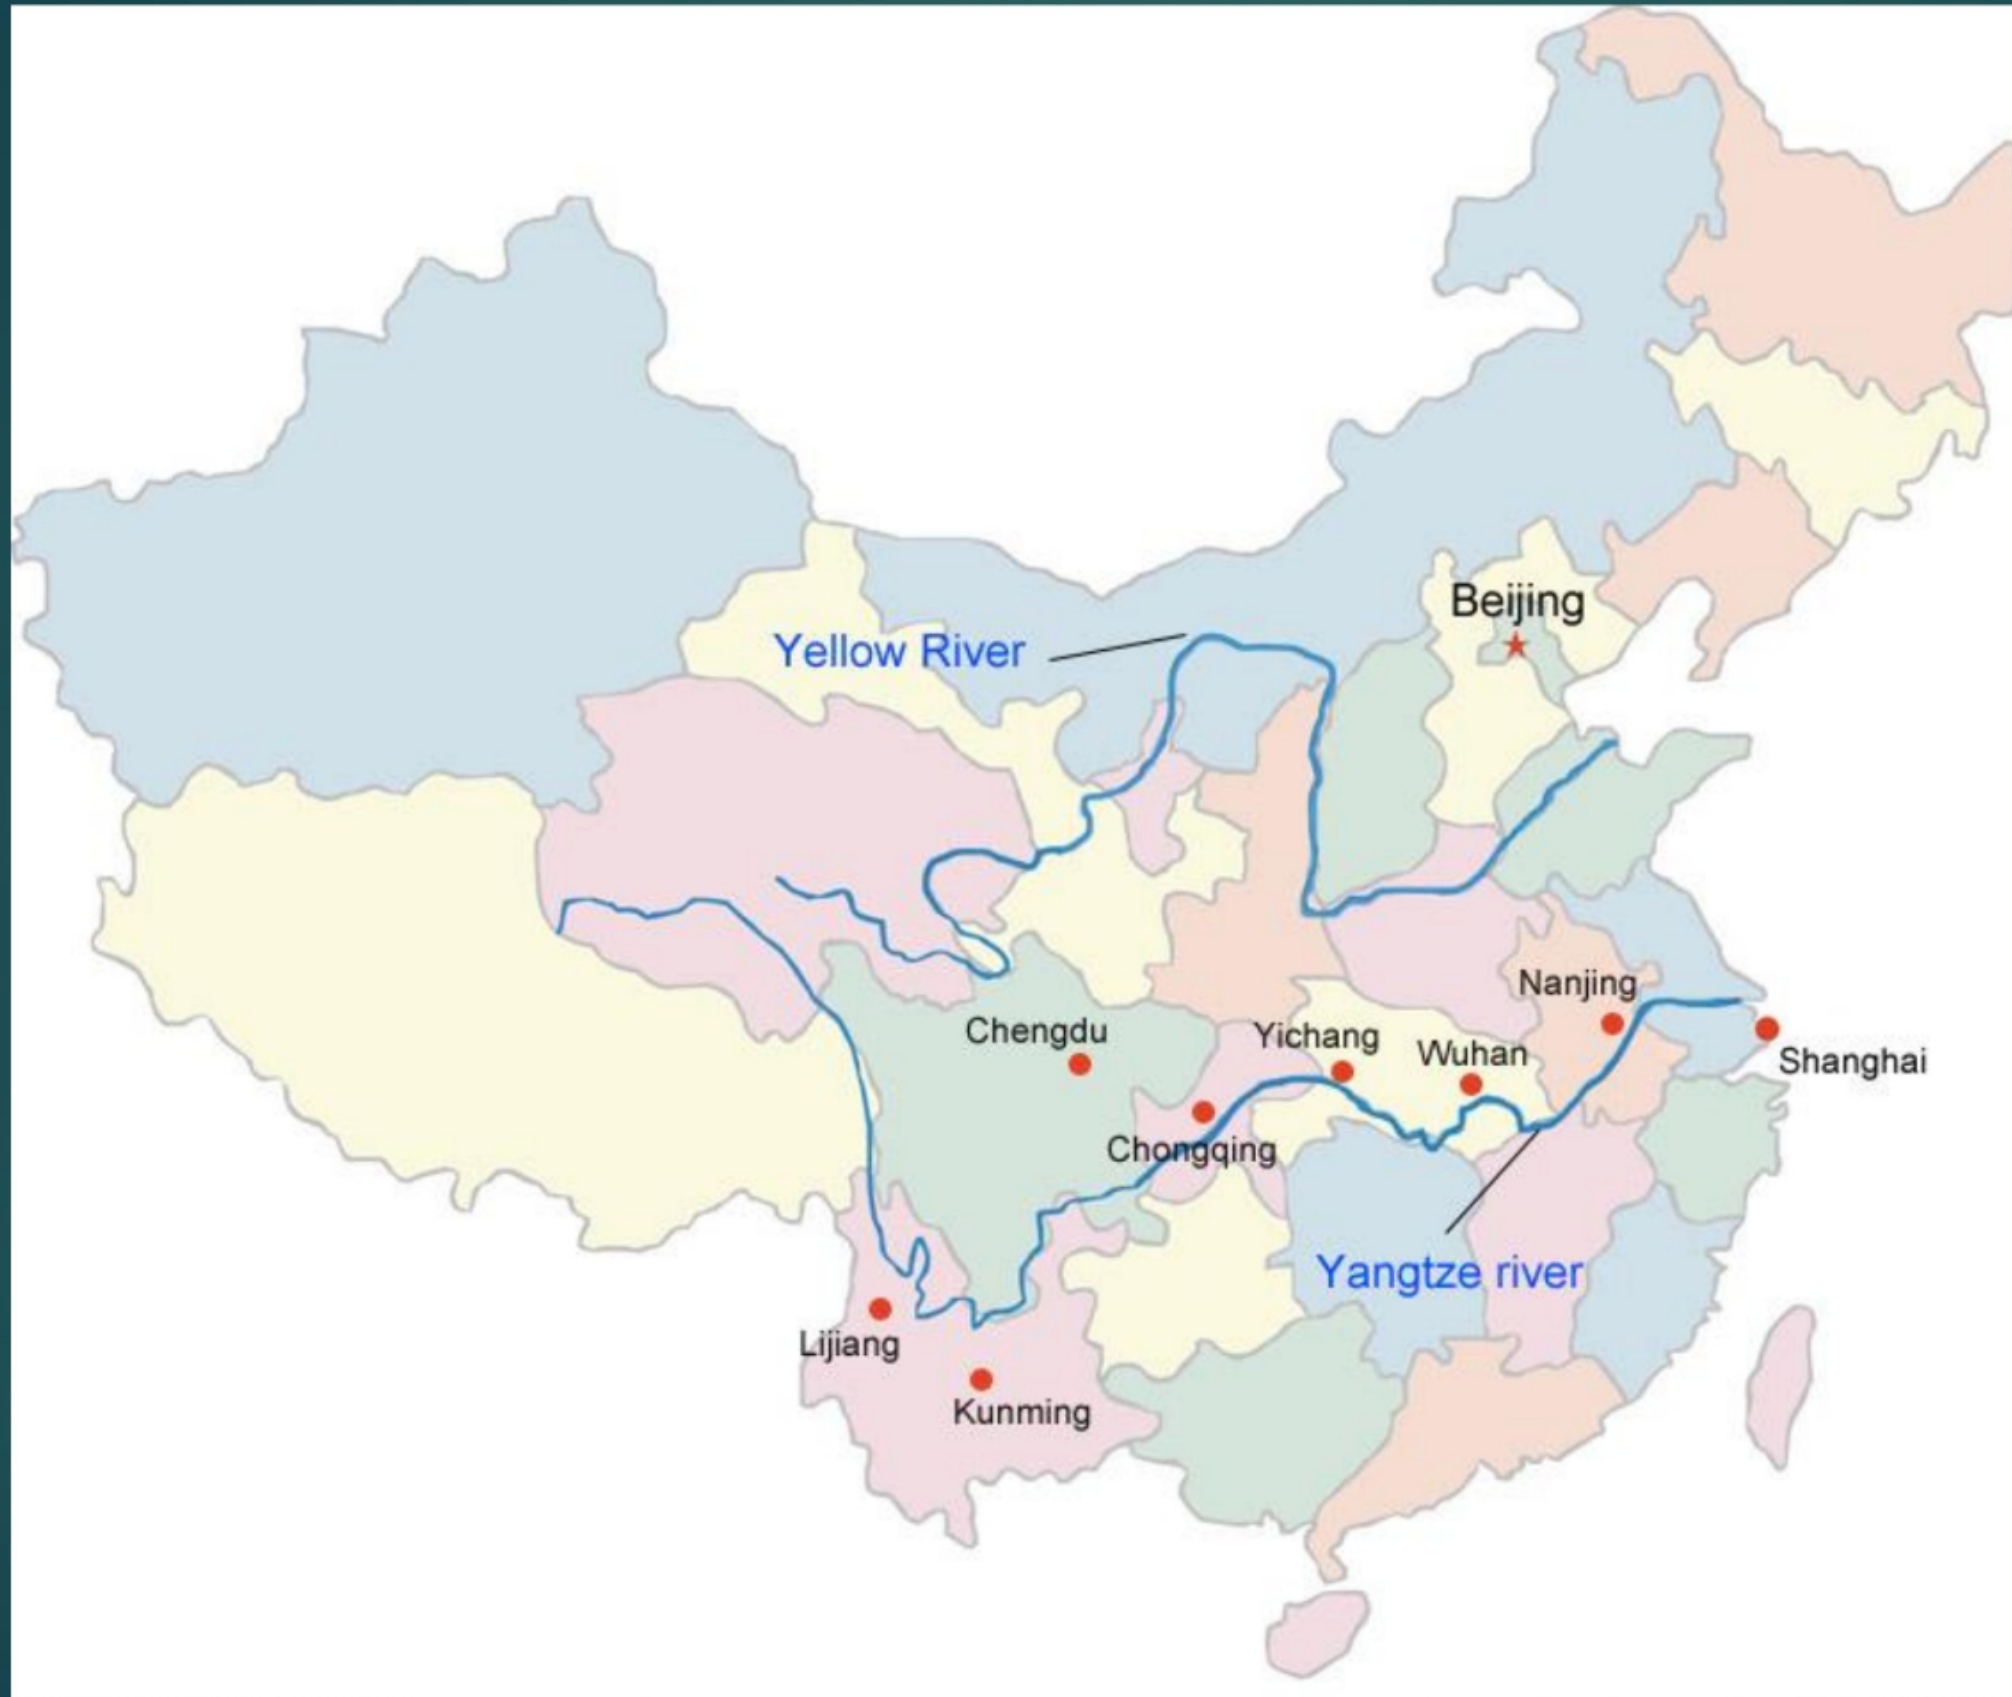 Beijing
Yellow River
Nanjing
Chengdu
Yichang
Wuhan
Shanghai
Chongqing
Yangtze river
Lijiang
Kunming